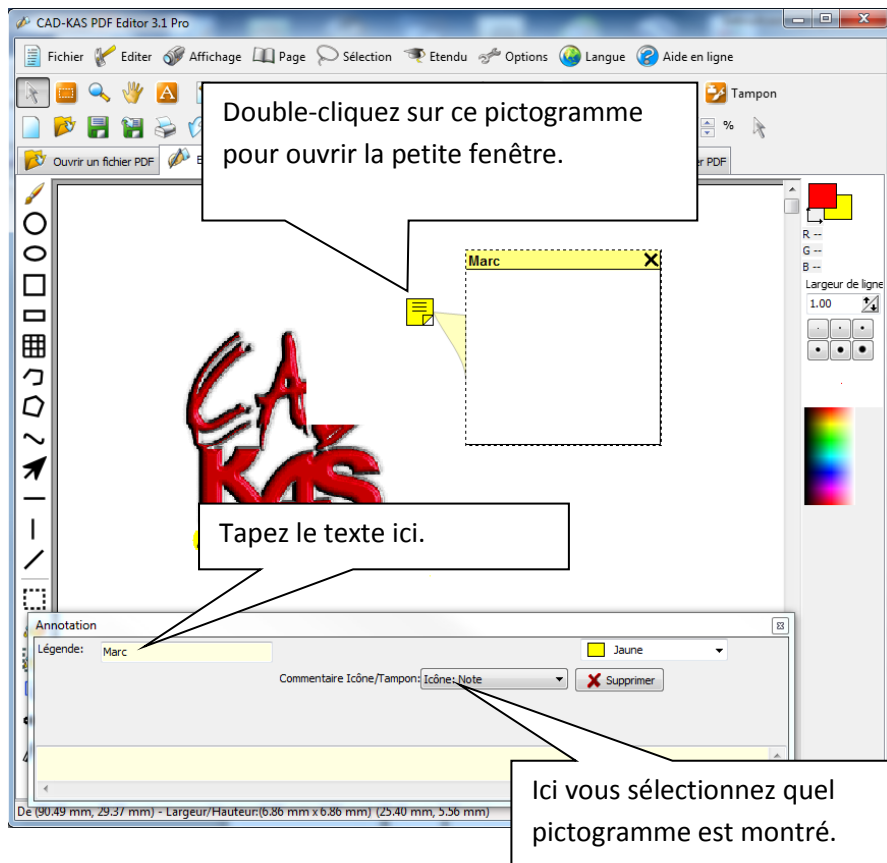 CAD-KAS PDF Editor 3.1 Pro
Fichier Editer Affichage Page Sélection Etendu Options Langue Aide en ligne
Tampon
Double-cliquez sur ce pictogramme
pour ouvrir la petite fenêtre.
%
Ouvrir un fichier PDF
PDF
R --
G --
B --
Largeur de ligne
1.00
Marc
CA
KAS
Tapez le texte ici.
Annotation
Légende: Marc
Jaune
Commentaire Icône/Tampon: Icône: Note
Supprimer
Ici vous sélectionnez quel
pictogramme est montré.
De (90.49 mm, 29.37 mm) - Largeur/Hauteur:(6.86 mm x 6.86 mm) (25.40 mm, 5.56 mm)